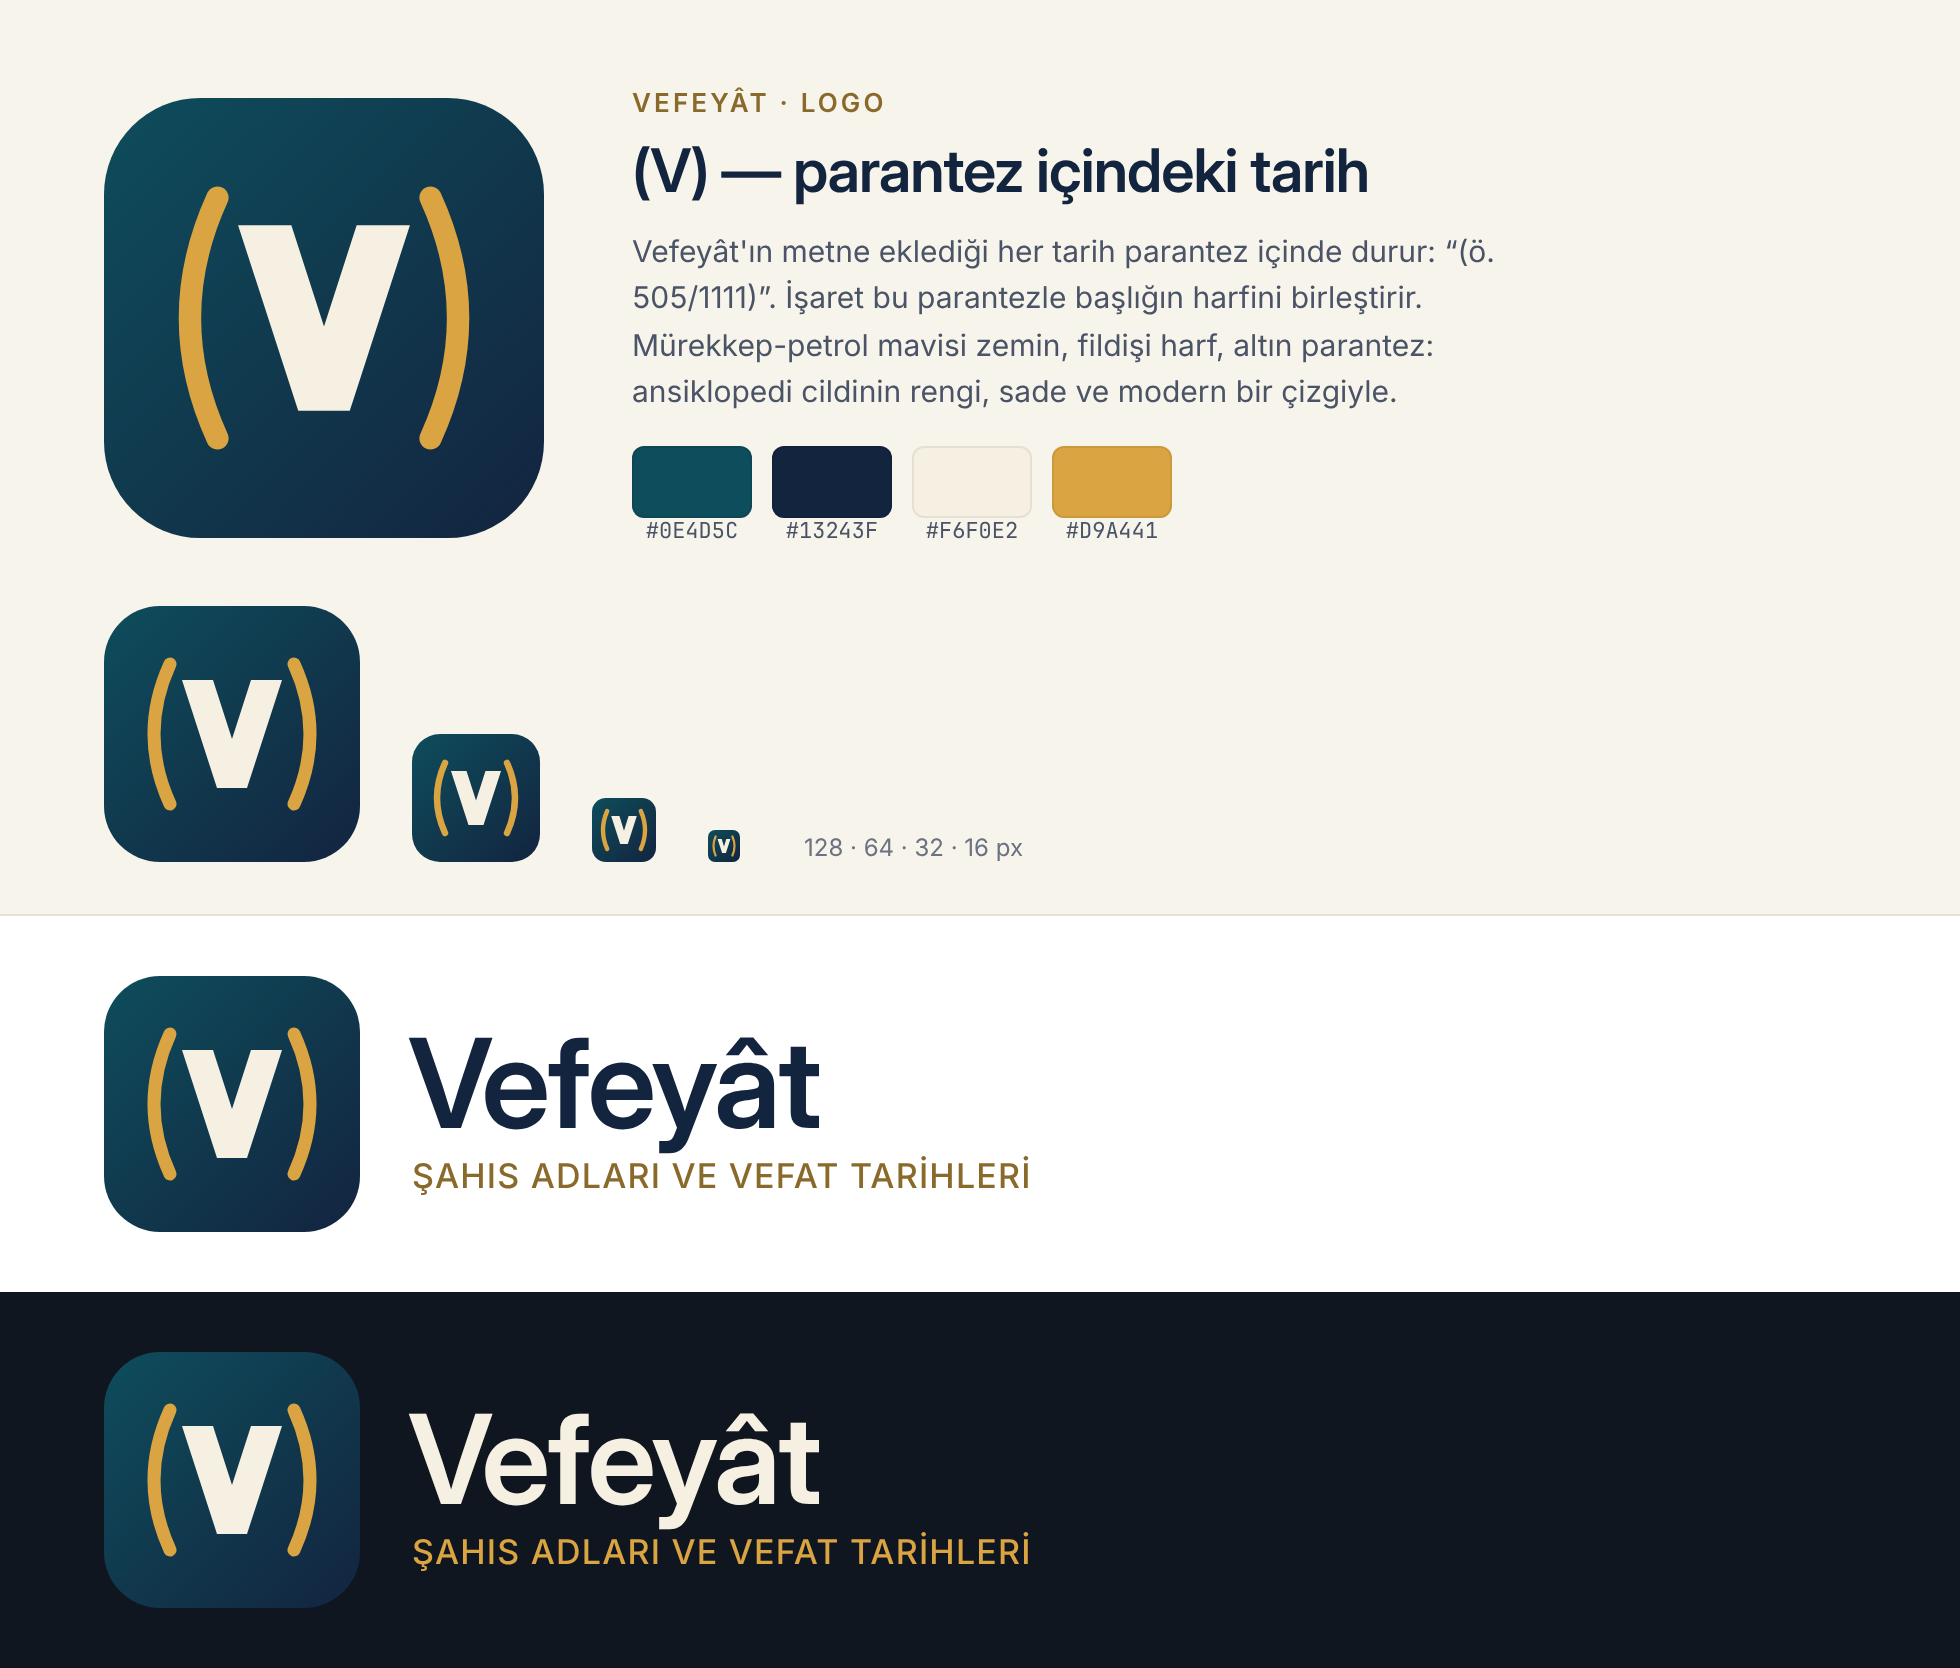 VEFEYÂT · LOGO
(V) — parantez içindeki tarih
Vefeyât'ın metne eklediği her tarih parantez içinde durur: “(ö.
505/1111)”. İşaret bu parantezle başlığın harfini birleştirir.
Mürekkep-petrol mavisi zemin, fildişi harf, altın parantez:
ansiklopedi cildinin rengi, sade ve modern bir çizgiyle.
(V)
#0E4D5C #13243F #F6F0E2 #D9A441
(V) (V) (V) (V) 128 · 64 · 32 · 16 px
(V)
Vefeyât
ŞAHIS ADLARI VE VEFAT TARİHLERİ
(V)
Vefeyât
ŞAHIS ADLARI VE VEFAT TARİHLERİ